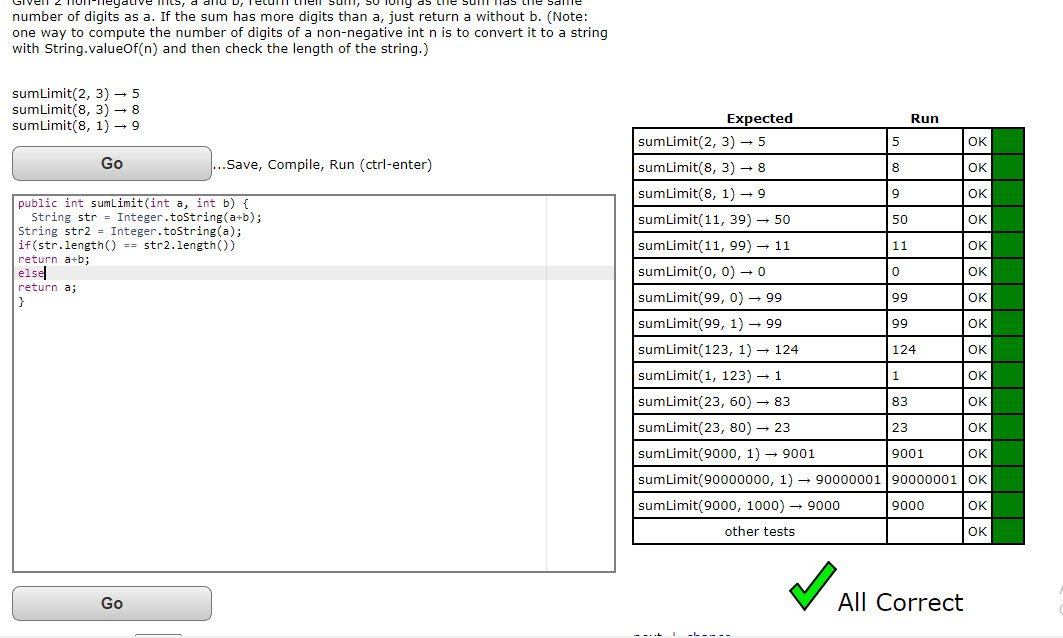 Given 2 non-negative ints, a and b, return their sum, so long as the sum has the same
number of digits as a. If the sum has more digits than a, just return a without b. (Note:
one way to compute the number of digits of a non-negative int n is to convert it to a string
with String.valueOf(n) and then check the length of the string.)
sumLimit(2, 3) → 5
sumLimit(8, 3) → 8
sumLimit(8, 1) → 9
Go
...Save, Compile, Run (ctrl-enter)
public int sumLimit(int a, int b) {
String str = Integer.toString(a+b);
String str2 = Integer.toString(a);
if(str.length() == str2.length())
return a+b;
else
return a;
}
Go
Expected Run
sumLimit(2, 3) → 5 5 OK
sumLimit(8, 3) → 8 8 OK
sumLimit(8, 1) → 9 9 OK
sumLimit(11, 39) → 50 50 OK
sumLimit(11, 99) → 11 11 OK
sumLimit(0, 0) → 0 0 OK
sumLimit(99, 0) → 99 99 OK
sumLimit(99, 1) → 99 99 OK
sumLimit(123, 1) → 124 124 OK
sumLimit(1, 123) → 1 1 OK
sumLimit(23, 60) → 83 83 OK
sumLimit(23, 80) → 23 23 OK
sumLimit(9000, 1) → 9001 9001 OK
sumLimit(90000000, 1) → 90000001 90000001 OK
sumLimit(9000, 1000) → 9000 9000 OK
other tests OK
All Correct
next | chance